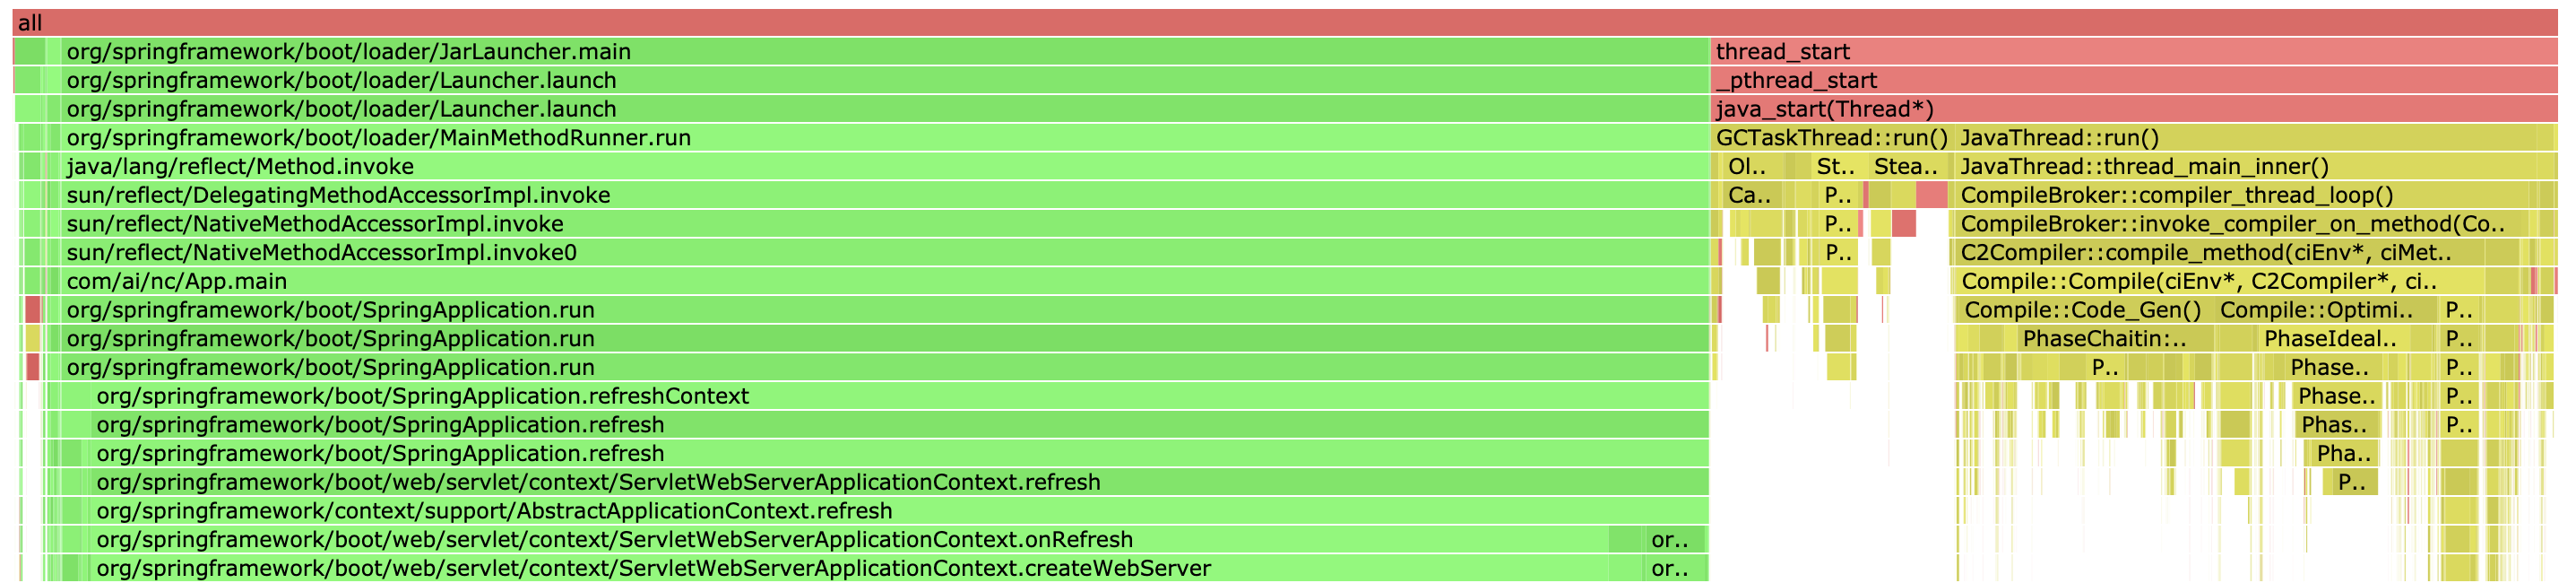 all
org/springframework/boot/loader/JarLauncher.main thread_start
org/springframework/boot/loader/Launcher.launch _pthread_start
org/springframework/boot/loader/Launcher.launch java_start(Thread*)
org/springframework/boot/loader/MainMethodRunner.run GCTaskThread::run() JavaThread::run()
java/lang/reflect/Method.invoke Ol.. St.. Stea.. JavaThread::thread_main_inner()
sun/reflect/DelegatingMethodAccessorImpl.invoke Ca.. P.. CompileBroker::compiler_thread_loop()
sun/reflect/NativeMethodAccessorImpl.invoke P.. CompileBroker::invoke_compiler_on_method(Co..
sun/reflect/NativeMethodAccessorImpl.invoke0 P.. C2Compiler::compile_method(ciEnv*, ciMet..
com/ai/nc/App.main Compile::Compile(ciEnv*, C2Compiler*, ci..
org/springframework/boot/SpringApplication.run Compile::Code_Gen() Compile::Optimi.. P..
org/springframework/boot/SpringApplication.run PhaseChaitin:.. PhaseIdeal.. P..
org/springframework/boot/SpringApplication.run P.. Phase.. P..
org/springframework/boot/SpringApplication.refreshContext Phase.. P..
org/springframework/boot/SpringApplication.refresh Phas.. P..
org/springframework/boot/SpringApplication.refresh Pha..
org/springframework/boot/web/servlet/context/ServletWebServerApplicationContext.refresh P..
org/springframework/context/support/AbstractApplicationContext.refresh
org/springframework/boot/web/servlet/context/ServletWebServerApplicationContext.onRefresh or..
org/springframework/boot/web/servlet/context/ServletWebServerApplicationContext.createWebServer or..